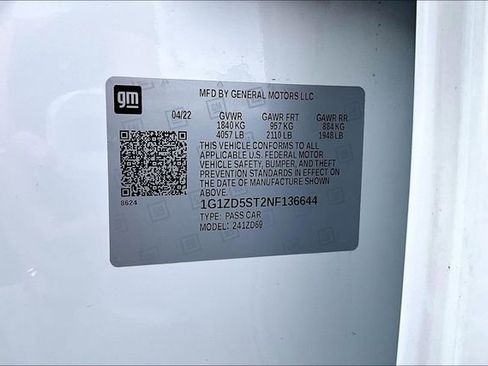 gm
MFD BY GENERAL MOTORS LLC
04/22 GVWR GAWR FRT GAWR RR
1840 KG 957 KG 884 KG
4057 LB 2110 LB 1948 LB
THIS VEHICLE CONFORMS TO ALL
APPLICABLE U.S. FEDERAL MOTOR
VEHICLE SAFETY, BUMPER, AND THEFT
PREVENTION STANDARDS IN EFFECT ON
THE DATE OF MANUFACTURE SHOWN
ABOVE.
8624
1G1ZD5ST2NF136644
TYPE: PASS CAR
MODEL: 241ZD69